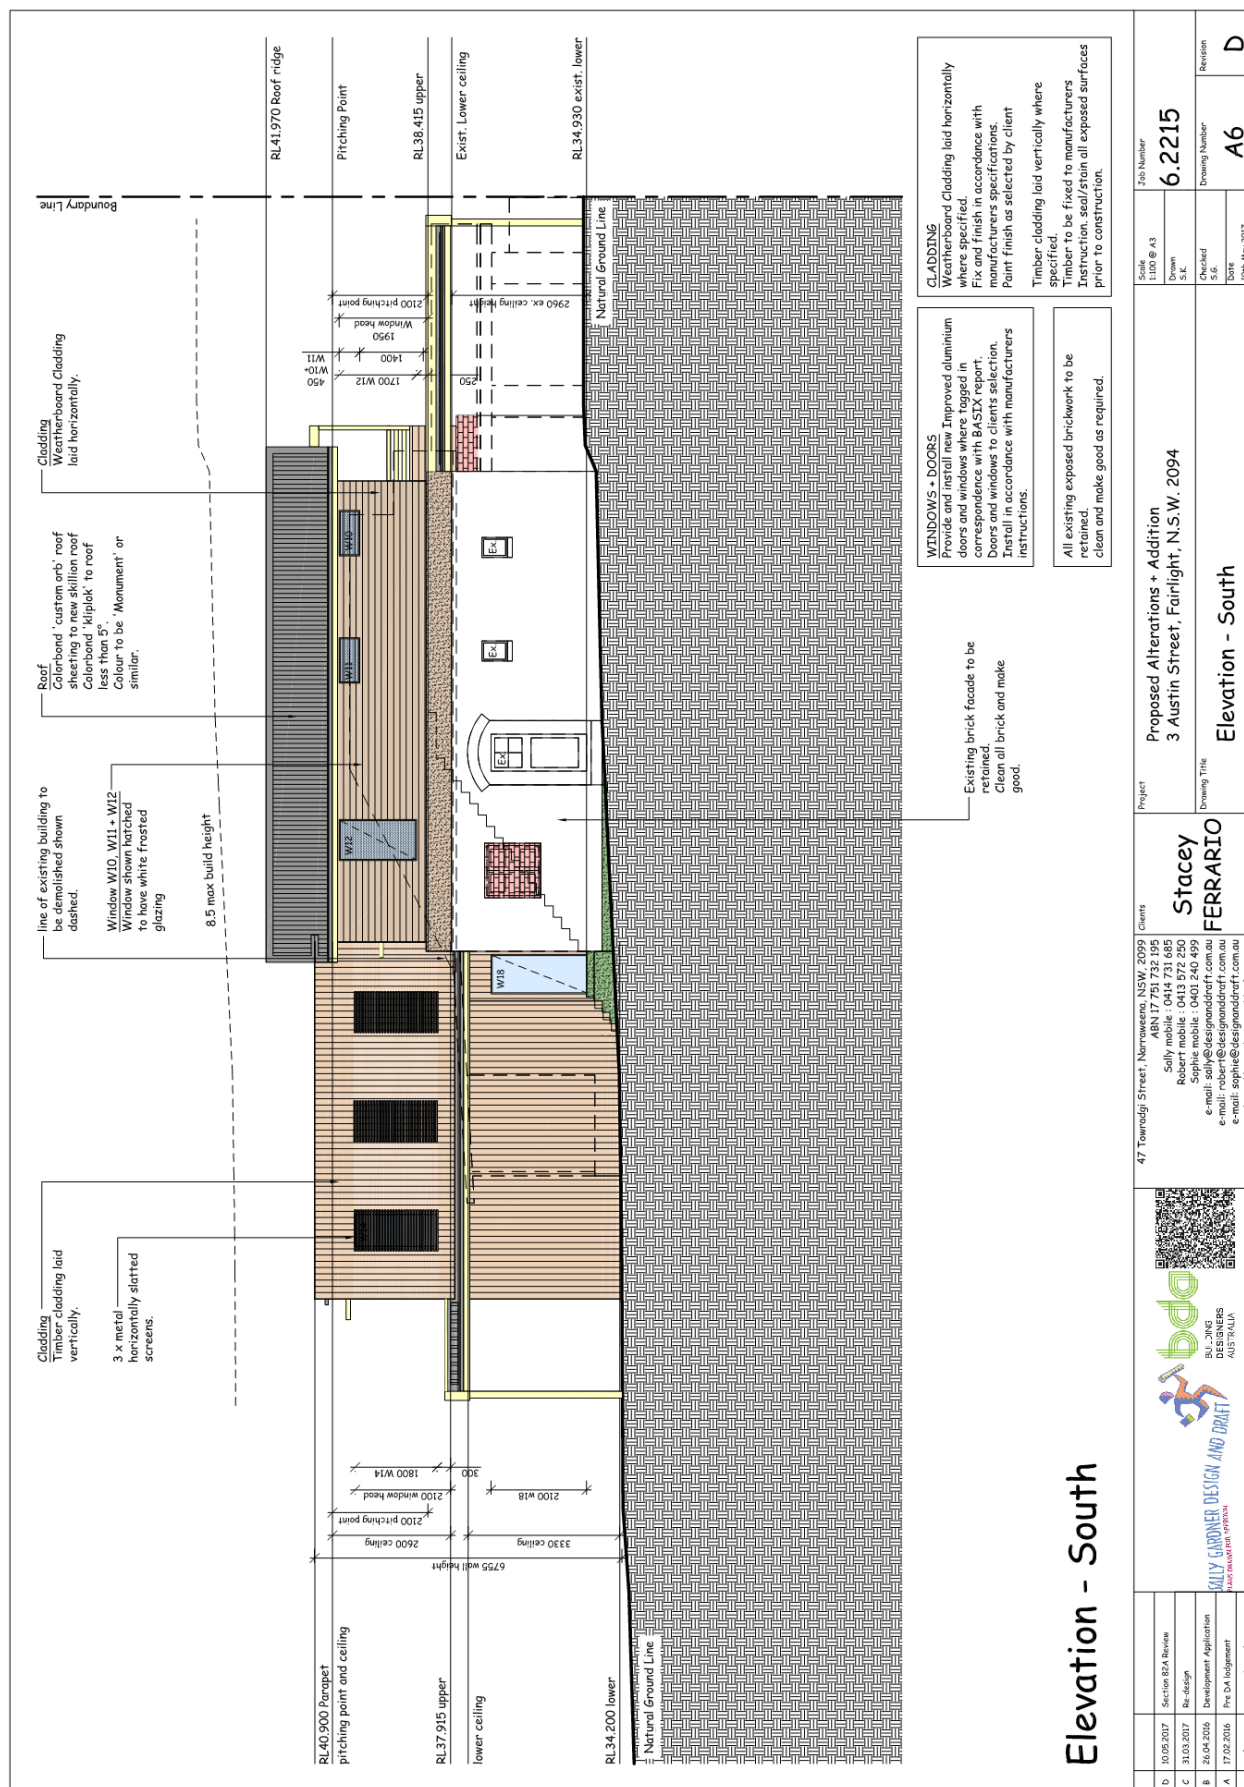 Boundary Line
RL41.970 Roof ridge
Pitching Point
RL38.415 upper
Exist. Lower ceiling
RL34.930 exist. lower
Natural Ground Line
Cladding
Timber cladding laid
vertically.
3 x metal
horizontally slatted
screens.
line of existing building to
be demolished shown
dashed.
Window W10, W11 + W12
Window shown hatched
to have white frosted
glazing
8.5 max build height
Roof
Colorbond 'custom orb' roof
sheeting to new skillion roof
Colorbond 'kliplok' to roof
less than 5°.
Colour to be 'Monument' or
similar.
Cladding
Weatherboard Cladding
laid horizontally.
2100 pitching point
Window head
1950
1400
W11
W10+
450
1700 W12
250
2960 ex. ceiling height
W10
W11
W12
W18
Ex.
Ex.
Ex.
1800 W14
300
2100 window head
2100 w18
2100 pitching point
2600 ceiling
3330 ceiling
6755 wall height
RL40.900 Parapet
pitching point and ceiling
RL37.915 upper
lower ceiling
RL34.200 lower
Natural Ground Line
Existing brick facade to be
retained.
Clean all brick and make
good.
WINDOWS + DOORS
Provide and install new Improved aluminium
doors and windows where tagged in
correspondence with BASIX report.
Doors and windows to clients selection.
Install in accordance with manufacturers
instructions.
All existing exposed brickwork to be
retained.
clean and make good as required.
CLADDING
Weatherboard Cladding laid horizontally
where specified.
Fix and finish in accordance with
manufacturers specifications.
Paint finish as selected by client
Timber cladding laid vertically where
specified.
Timber to be fixed to manufacturers
Instruction. seal/stain all exposed surfaces
prior to construction.
Elevation - South
D 10.05.2017 Section 82A Review
C 31.03.2017 Re-design
B 26.04.2016 Development Application
A 17.02.2016 Pre DA lodgement
SALLY GARDNER DESIGN AND DRAFT
bda
BUILDING
DESIGNERS
AUSTRALIA
47 Towradgi Street, Narraweena, NSW, 2099
ABN 17 751 732 195
Sally mobile : 0414 731 685
Robert mobile : 0413 572 250
Sophie mobile : 0401 240 499
e-mail: sally@designanddraft.com.au
e-mail: robert@designanddraft.com.au
e-mail: sophie@designanddraft.com.au
Clients
Stacey
FERRARIO
Project
Proposed Alterations + Addition
3 Austin Street, Fairlight, N.S.W. 2094
Drawing Title
Elevation - South
Scale
1:100 @ A3
Drawn
S.K.
Checked
S.G.
Date
Job Number
6.2215
Drawing Number
A6
Revision
D